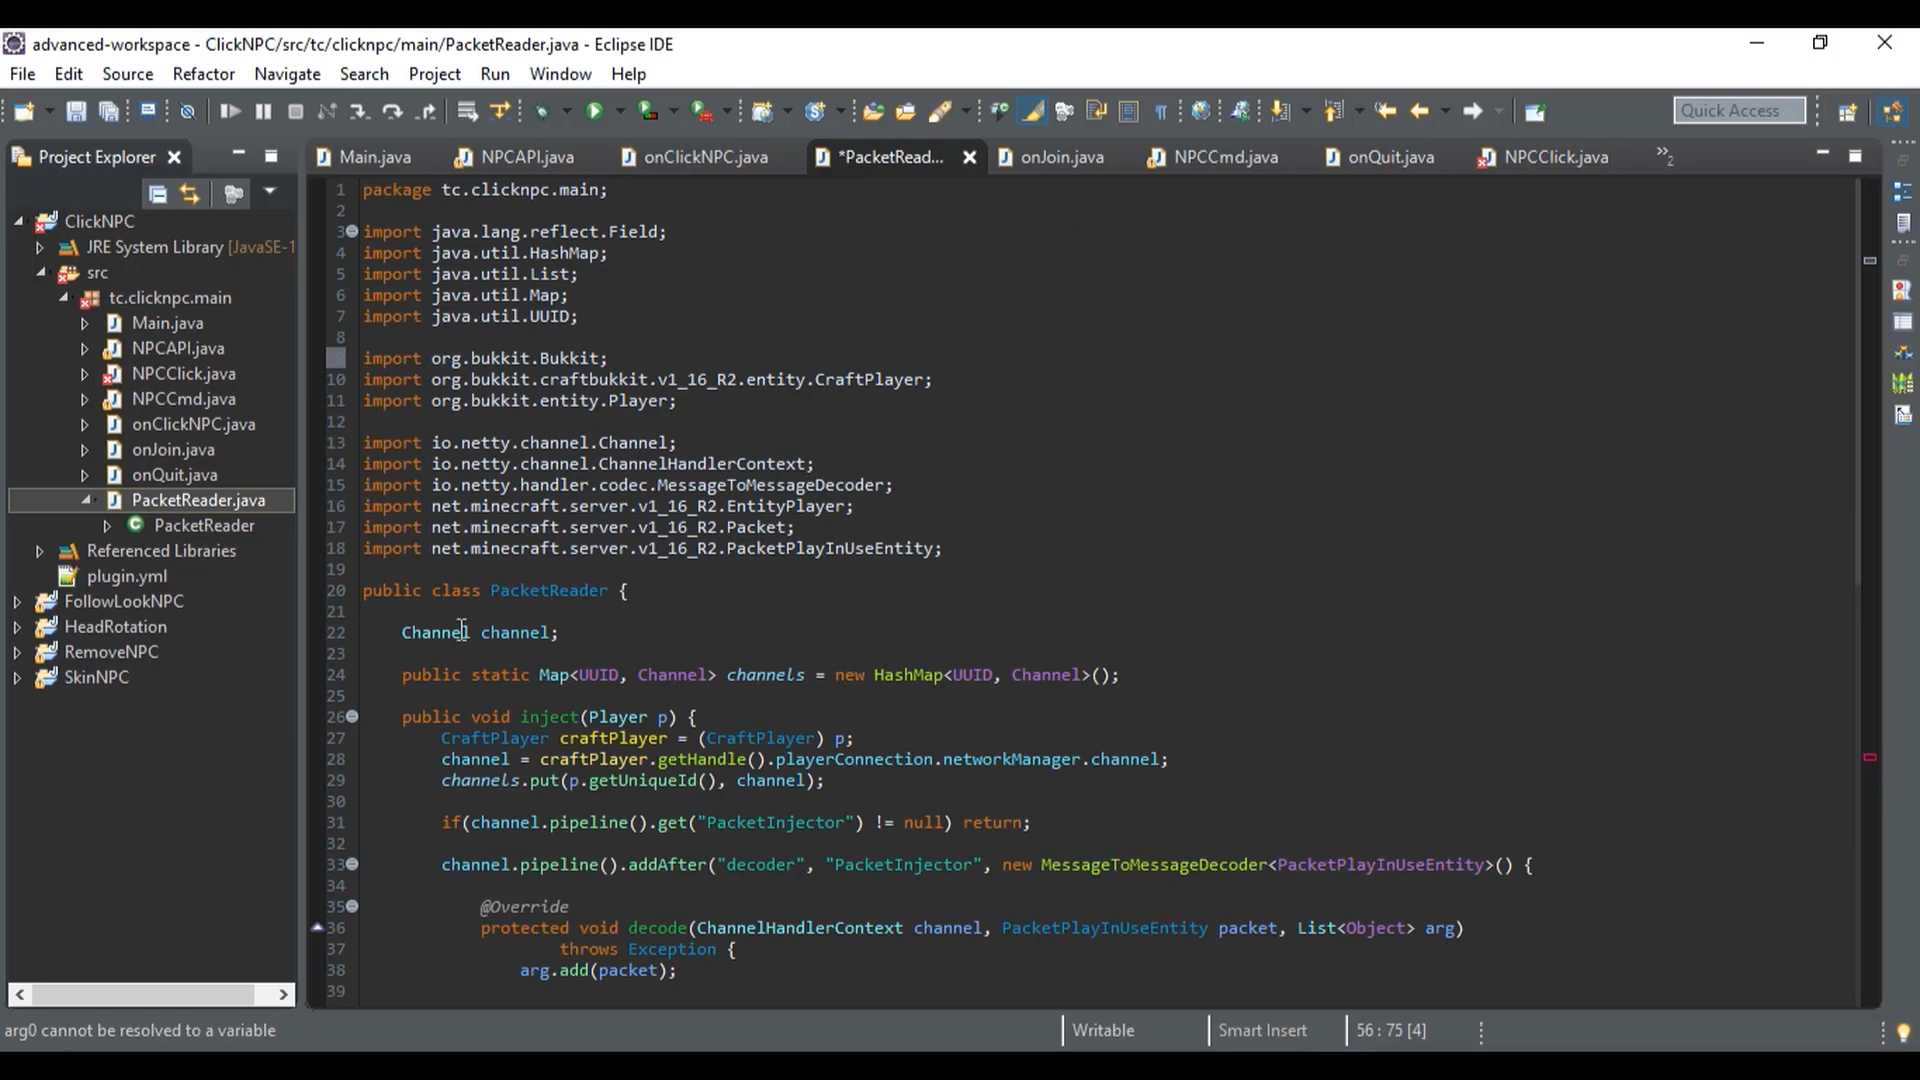 advanced-workspace - ClickNPC/src/tc/clicknpc/main/PacketReader.java - Eclipse IDE
File Edit Source Refactor Navigate Search Project Run Window Help
Quick Access
Project Explorer
Main.java NPCAPI.java onClickNPC.java *PacketRead... onJoin.java NPCCmd.java onQuit.java NPCClick.java »2
ClickNPC
JRE System Library [JavaSE-1
src
tc.clicknpc.main
Main.java
NPCAPI.java
NPCClick.java
NPCCmd.java
onClickNPC.java
onJoin.java
onQuit.java
PacketReader.java
PacketReader
Referenced Libraries
plugin.yml
FollowLookNPC
HeadRotation
RemoveNPC
SkinNPC
1 package tc.clicknpc.main;
2
3 import java.lang.reflect.Field;
4 import java.util.HashMap;
5 import java.util.List;
6 import java.util.Map;
7 import java.util.UUID;
8
9 import org.bukkit.Bukkit;
10 import org.bukkit.craftbukkit.v1_16_R2.entity.CraftPlayer;
11 import org.bukkit.entity.Player;
12
13 import io.netty.channel.Channel;
14 import io.netty.channel.ChannelHandlerContext;
15 import io.netty.handler.codec.MessageToMessageDecoder;
16 import net.minecraft.server.v1_16_R2.EntityPlayer;
17 import net.minecraft.server.v1_16_R2.Packet;
18 import net.minecraft.server.v1_16_R2.PacketPlayInUseEntity;
19
20 public class PacketReader {
21
22 Channel channel;
23
24 public static Map<UUID, Channel> channels = new HashMap<UUID, Channel>();
25
26 public void inject(Player p) {
27 CraftPlayer craftPlayer = (CraftPlayer) p;
28 channel = craftPlayer.getHandle().playerConnection.networkManager.channel;
29 channels.put(p.getUniqueId(), channel);
30
31 if(channel.pipeline().get("PacketInjector") != null) return;
32
33 channel.pipeline().addAfter("decoder", "PacketInjector", new MessageToMessageDecoder<PacketPlayInUseEntity>() {
34
35 @Override
36 protected void decode(ChannelHandlerContext channel, PacketPlayInUseEntity packet, List<Object> arg)
37 throws Exception {
38 arg.add(packet);
39
arg0 cannot be resolved to a variable
Writable
Smart Insert
56 : 75 [4]